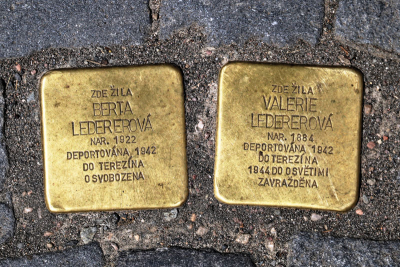 ZDE ŽILA
BERTA
LEDEREROVÁ
NAR. 1922
DEPORTOVÁNA 1942
DO TEREZÍNA
OSVOBOZENA
ZDE ŽILA
VALERIE
LEDEREROVÁ
NAR. 1884
DEPORTOVÁNA 1942
DO TEREZÍNA
1944 DO OSVĚTIMI
ZAVRAŽDĚNA